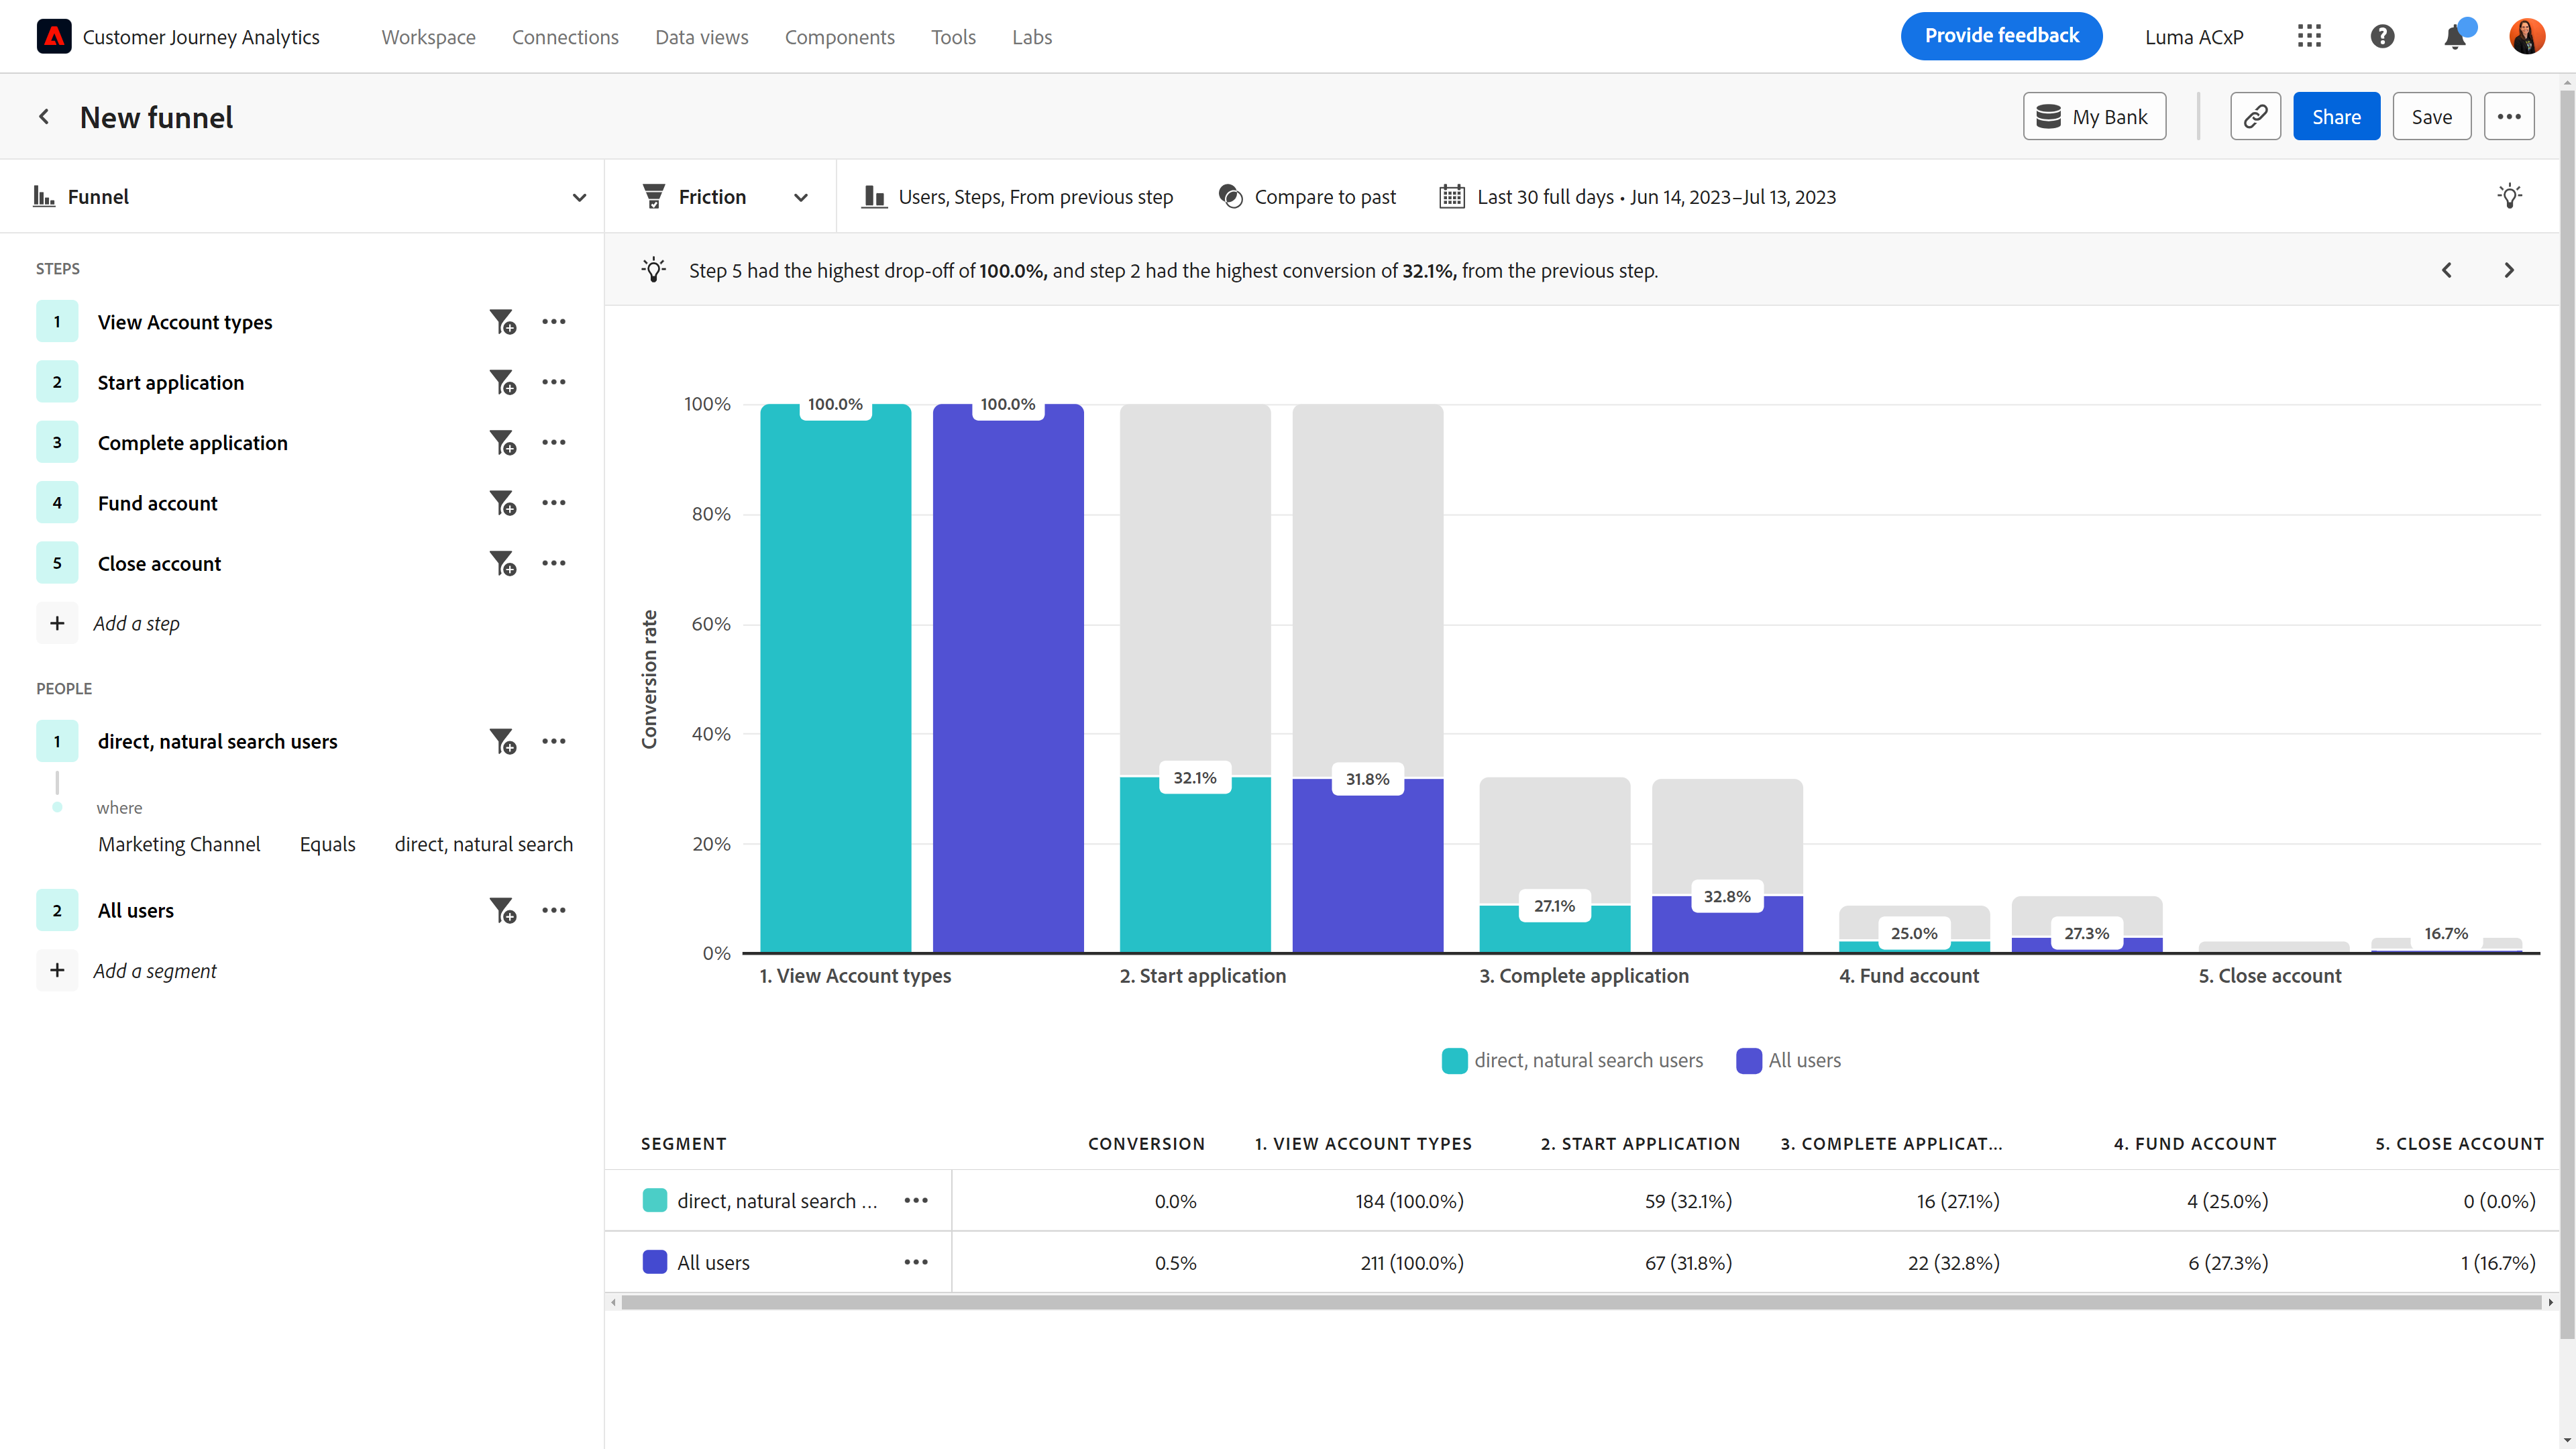 Customer Journey Analytics Workspace Connections Data views Components Tools Labs Provide feedback Luma ACxP
New funnel My Bank Share Save
Funnel Friction Users, Steps, From previous step Compare to past Last 30 full days • Jun 14, 2023–Jul 13, 2023
Step 5 had the highest drop-off of 100.0%, and step 2 had the highest conversion of 32.1%, from the previous step.
STEPS
1 View Account types
2 Start application
3 Complete application
4 Fund account
5 Close account
+ Add a step
PEOPLE
1 direct, natural search users
where
Marketing Channel Equals direct, natural search
2 All users
+ Add a segment
Conversion rate
100%
80%
60%
40%
20%
0%
100.0% 100.0%
32.1% 31.8%
27.1% 32.8%
25.0% 27.3%
16.7%
1. View Account types 2. Start application 3. Complete application 4. Fund account 5. Close account
direct, natural search users All users
SEGMENT CONVERSION 1. VIEW ACCOUNT TYPES 2. START APPLICATION 3. COMPLETE APPLICAT... 4. FUND ACCOUNT 5. CLOSE ACCOUNT
direct, natural search ... 0.0% 184 (100.0%) 59 (32.1%) 16 (27.1%) 4 (25.0%) 0 (0.0%)
All users 0.5% 211 (100.0%) 67 (31.8%) 22 (32.8%) 6 (27.3%) 1 (16.7%)